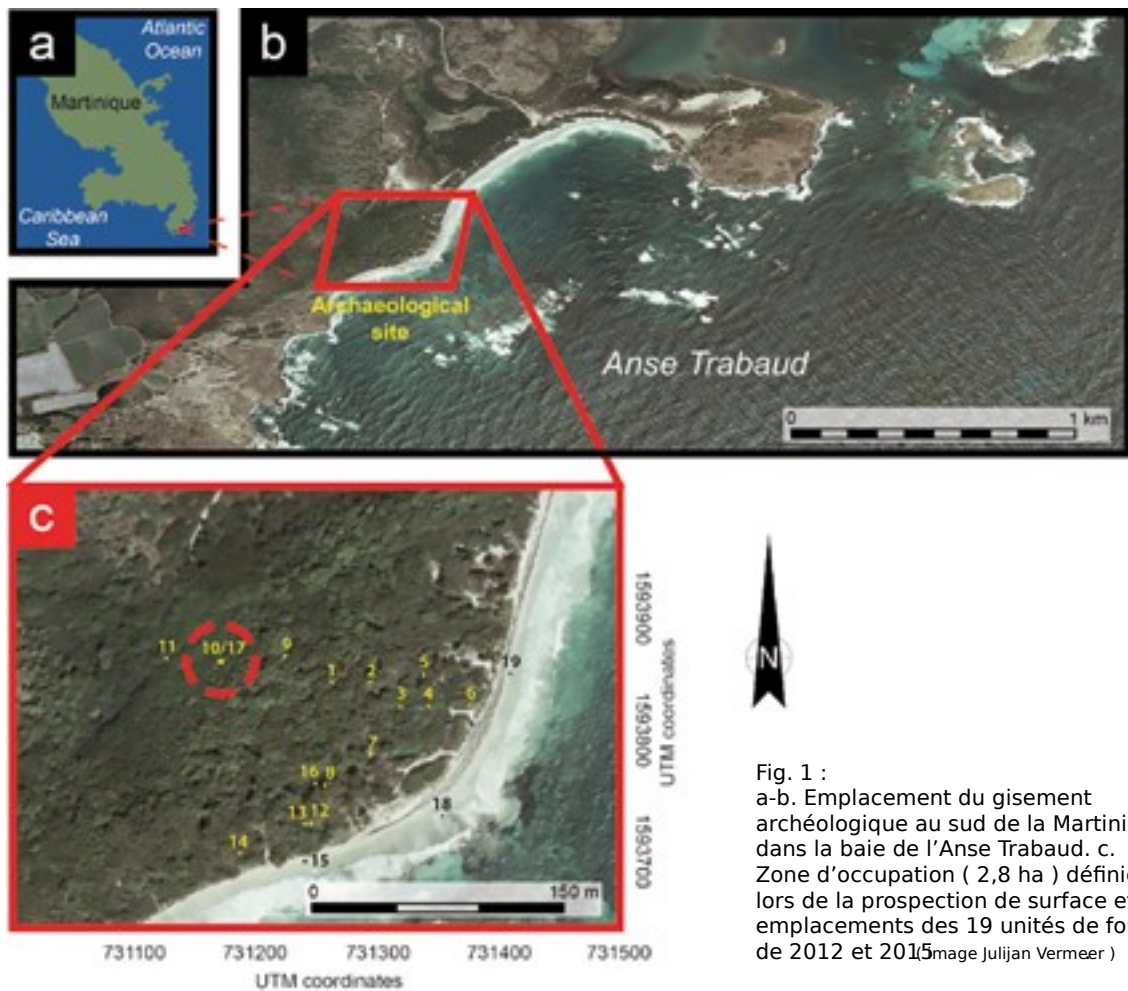 a
Atlantic
Ocean
Martinique
Caribbean
Sea
b
Archaeological
site
Anse Trabaud
0
1 km
c
11
10/17
9
1
2
5
19
3
4
6
7
16
8
18
13
12
14
15
0
150 m
1593900
1593800
1593700
UTM coordinates
731100
731200
731300
731400
731500
UTM coordinates
N
Fig. 1 :
a-b. Emplacement du gisement
archéologique au sud de la
dans la baie de l’Anse Trabaud. c.
Zone d’occupation ( 2,8 ha )
lors de la prospection de surface
emplacements des 19 unités de
de 2012 et 2015 ( image Julijan Vermeer )